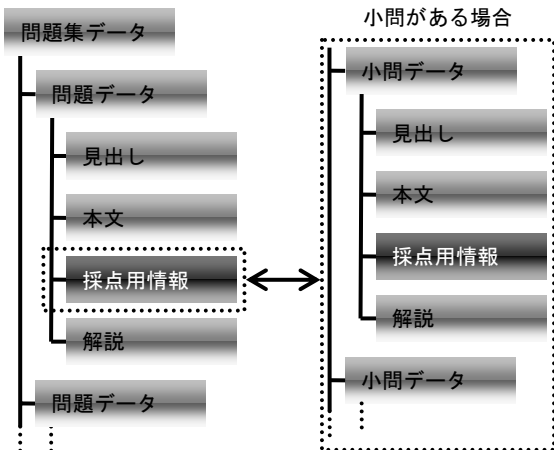 問題集データ
問題データ
見出し
本文
採点用情報
解説
問題データ
小問がある場合
小問データ
見出し
本文
採点用情報
解説
小問データ